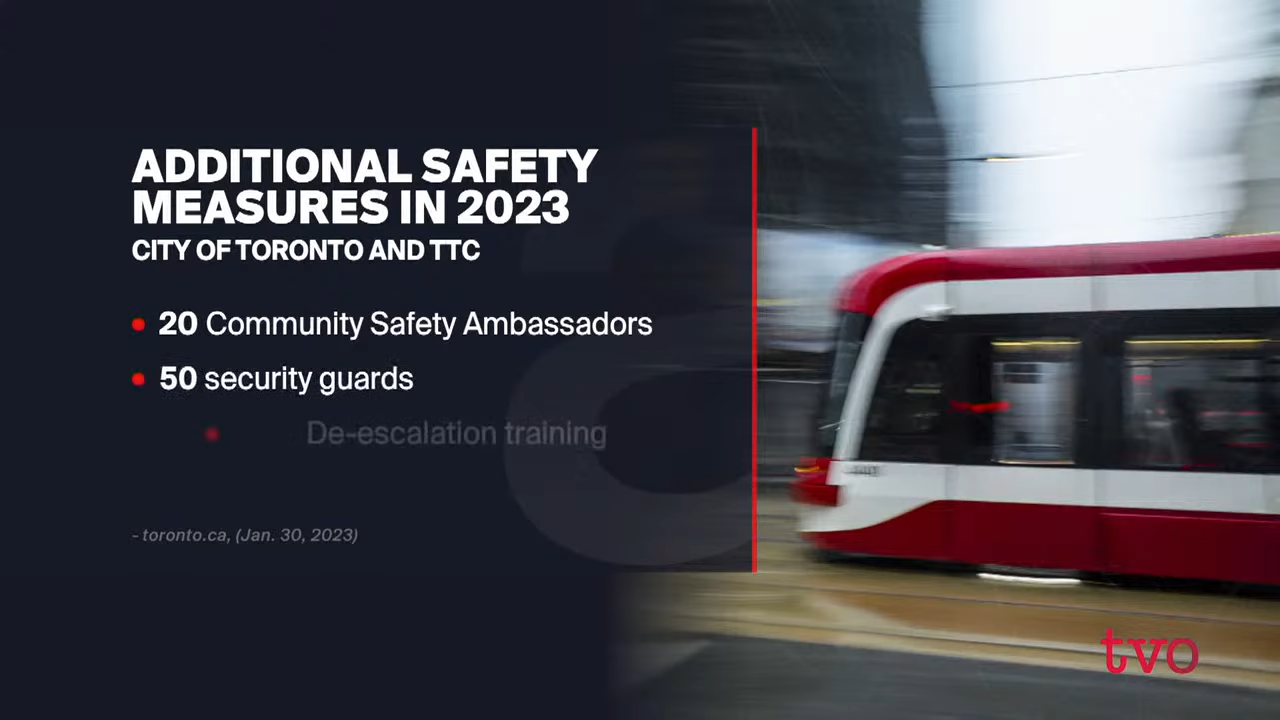 ADDITIONAL SAFETY
MEASURES IN 2023
CITY OF TORONTO AND TTC
20 Community Safety Ambassadors
50 security guards
De-escalation training
- toronto.ca, (Jan. 30, 2023)
tvo